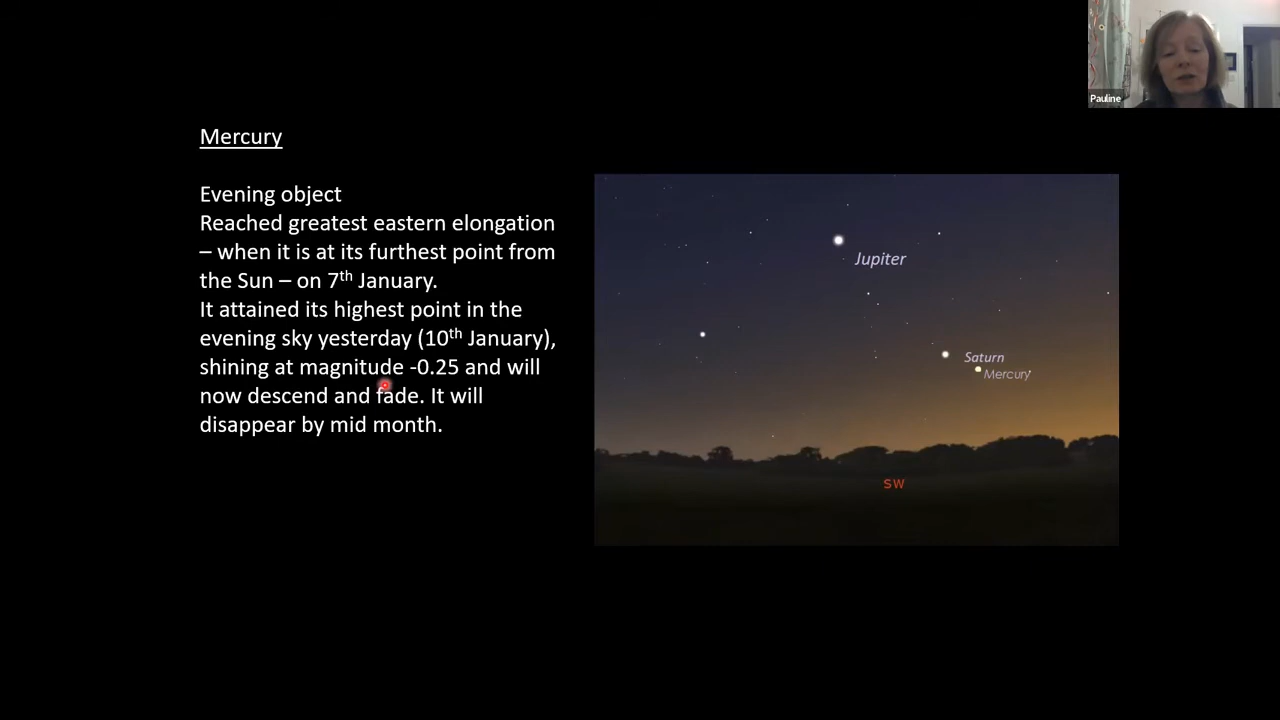 Pauline
Mercury
Evening object
Reached greatest eastern elongation
– when it is at its furthest point from
the Sun – on 7th January.
It attained its highest point in the
evening sky yesterday (10th January),
shining at magnitude -0.25 and will
now descend and fade. It will
disappear by mid month.
Jupiter
Saturn
Mercury
SW